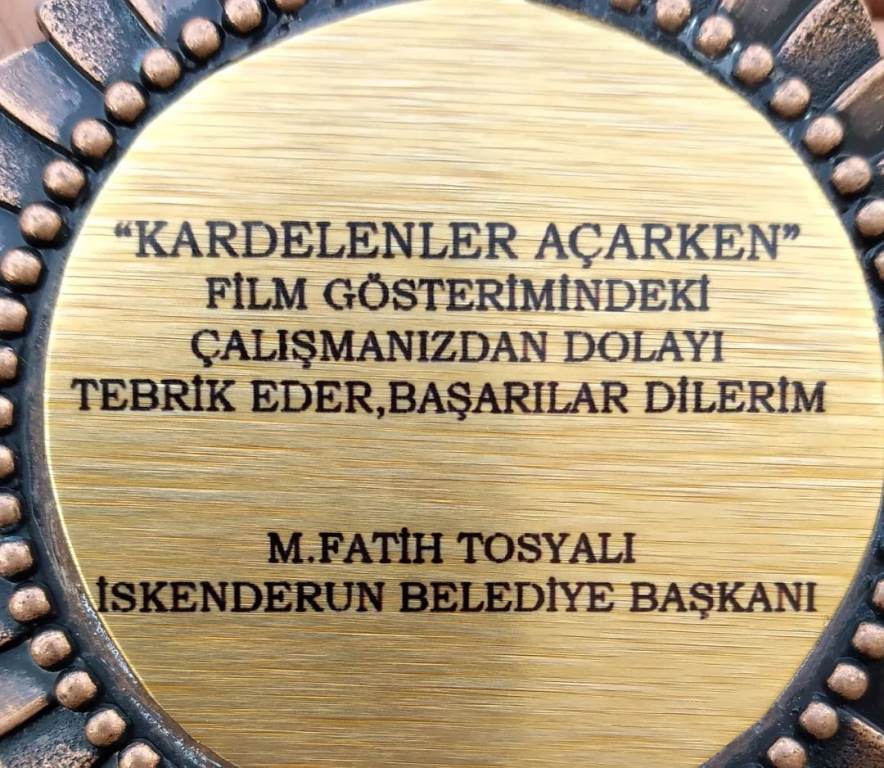 “KARDELENLER AÇARKEN”
FİLM GÖSTERİMİNDEKİ
ÇALIŞMANIZDAN DOLAYI
TEBRİK EDER,BAŞARILAR DİLERİM
M.FATİH TOSYALI
İSKENDERUN BELEDİYE BAŞKANI